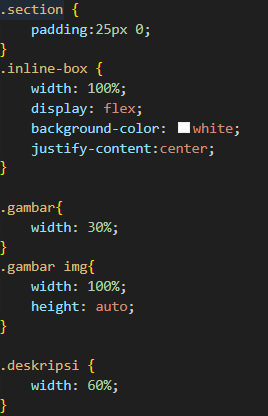 .section {
    padding:25px 0;
}
.inline-box {
    width: 100%;
    display: flex;
    background-color: white;
    justify-content:center;
}

.gambar{
    width: 30%;
}
.gambar img{
    width: 100%;
    height: auto;
}

.deskripsi {
    width: 60%;
}